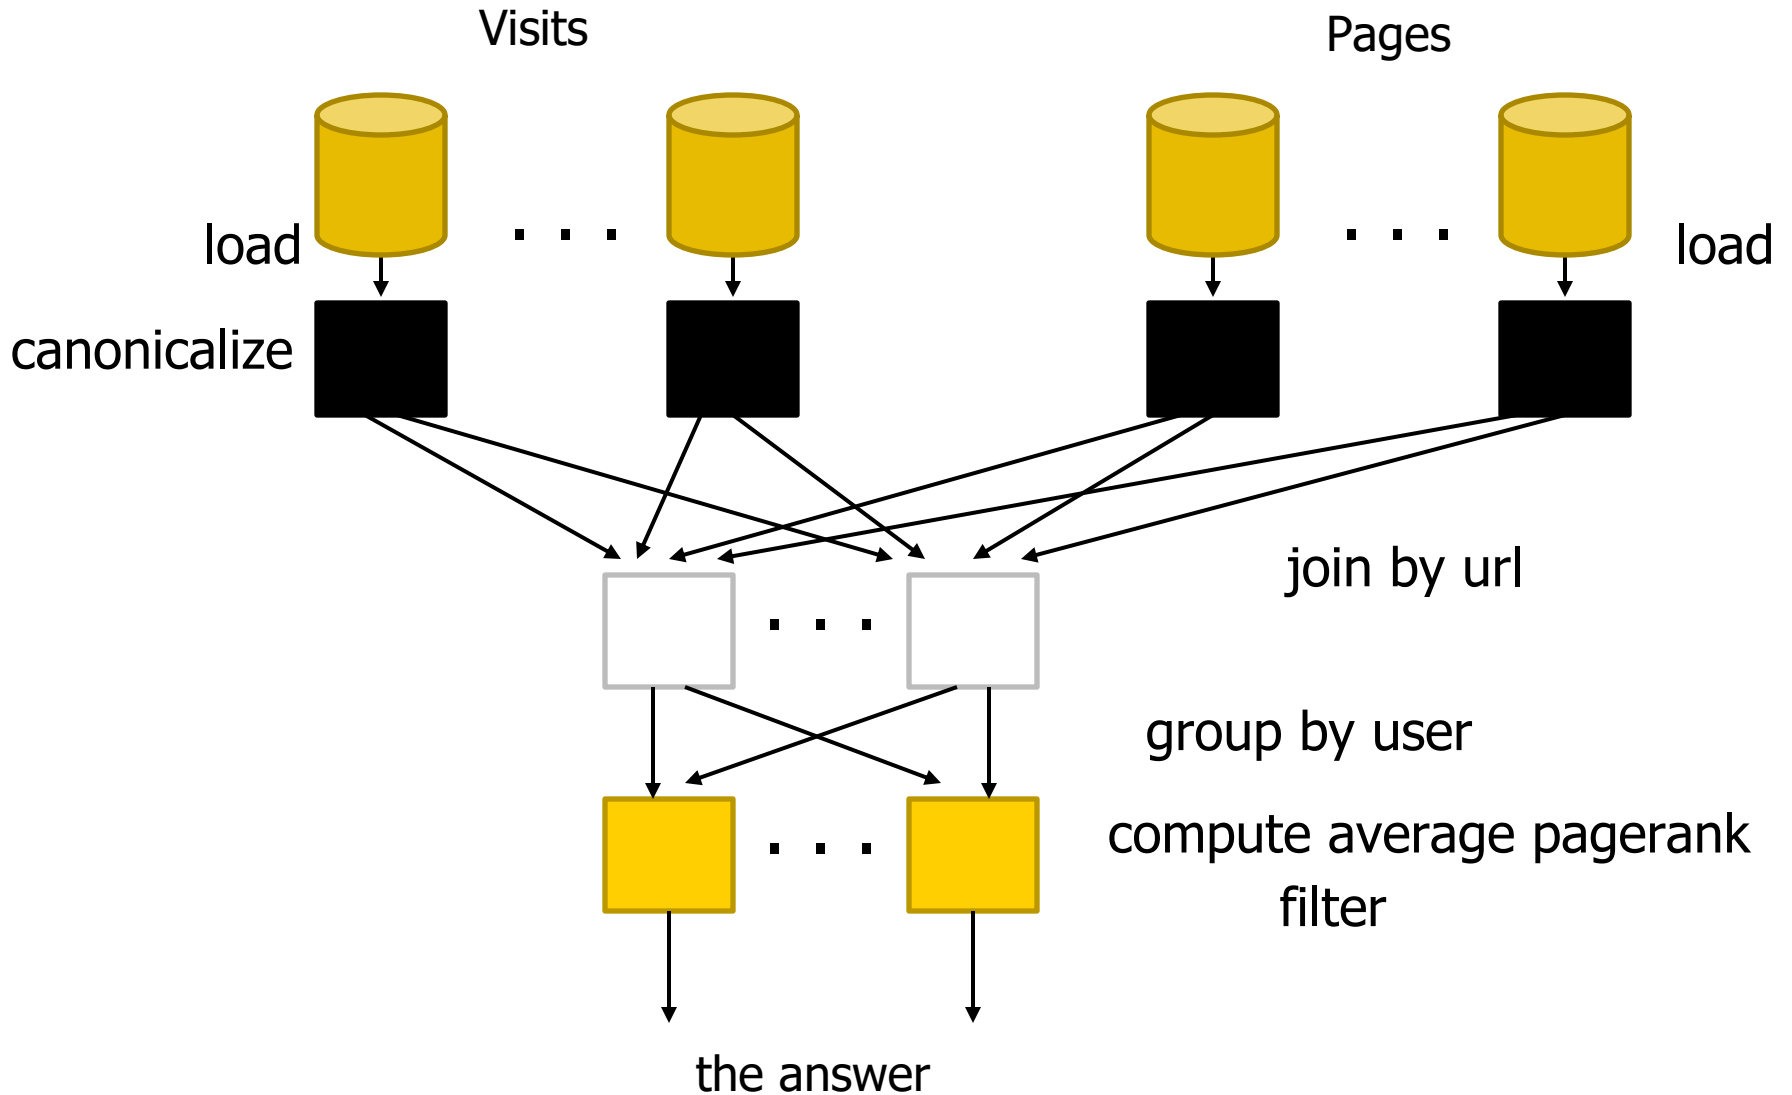 Visits
Pages
load
load
canonicalize
join by url
group by user
compute average pagerank
filter
the answer